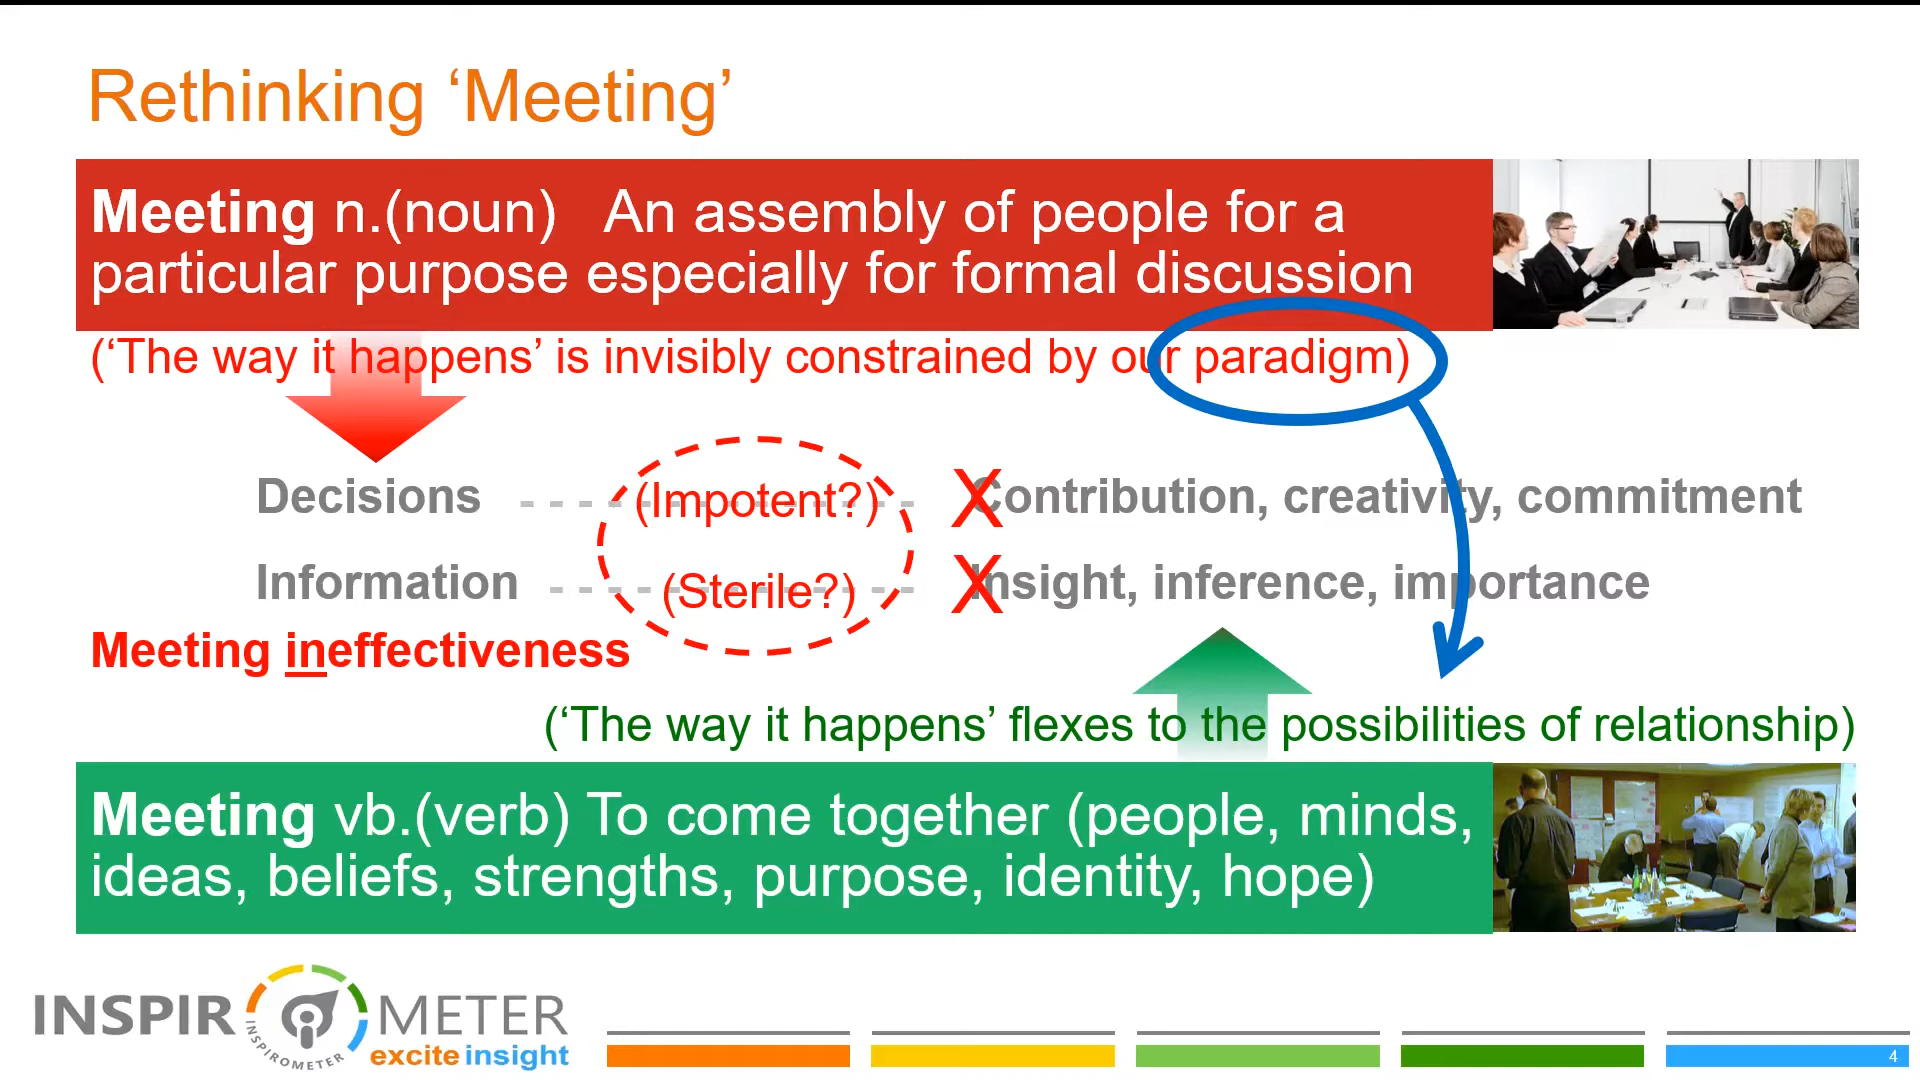 Rethinking ‘Meeting’
Meeting n.(noun) An assembly of people for a
particular purpose especially for formal discussion
(‘The way it happens’ is invisibly constrained by our paradigm)
Decisions (Impotent?) X Contribution, creativity, commitment
Information (Sterile?) X Insight, inference, importance
Meeting ineffectiveness
(‘The way it happens’ flexes to the possibilities of relationship)
Meeting vb.(verb) To come together (people, minds,
ideas, beliefs, strengths, purpose, identity, hope)
INSPIR METER
INSPIROMETER
excite insight
4